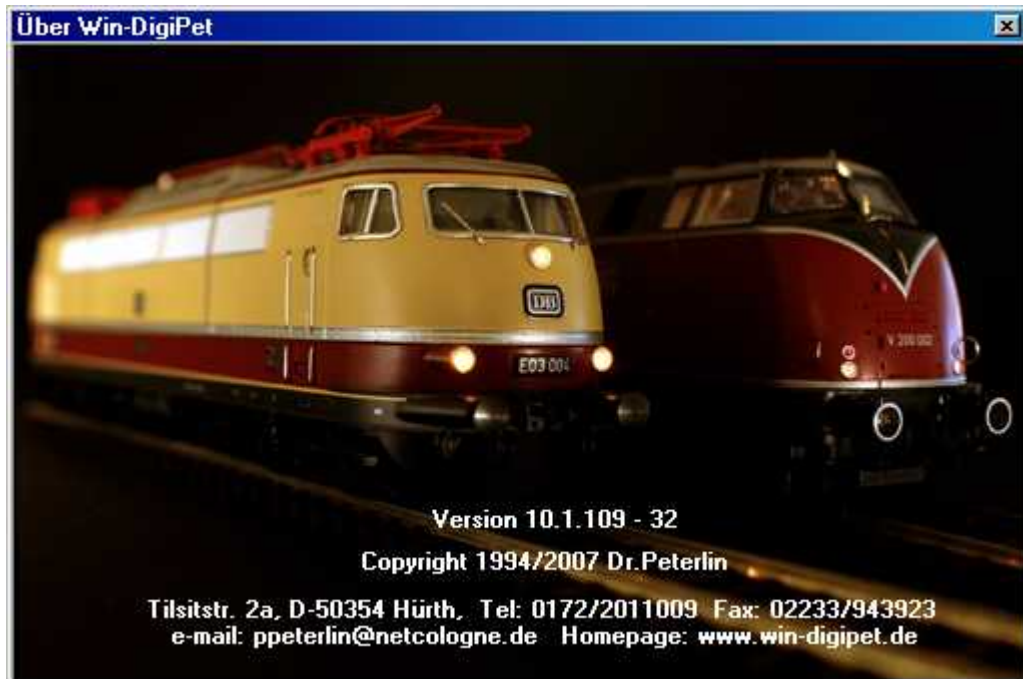 Über Win-DigiPet
DB
E03 004
V 200 002
Version 10.1.109 - 32
Copyright 1994/2007 Dr.Peterlin
Tilsitstr. 2a, D-50354 Hürth, Tel: 0172/2011009 Fax: 02233/943923
e-mail: ppeterlin@netcologne.de Homepage: www.win-digipet.de